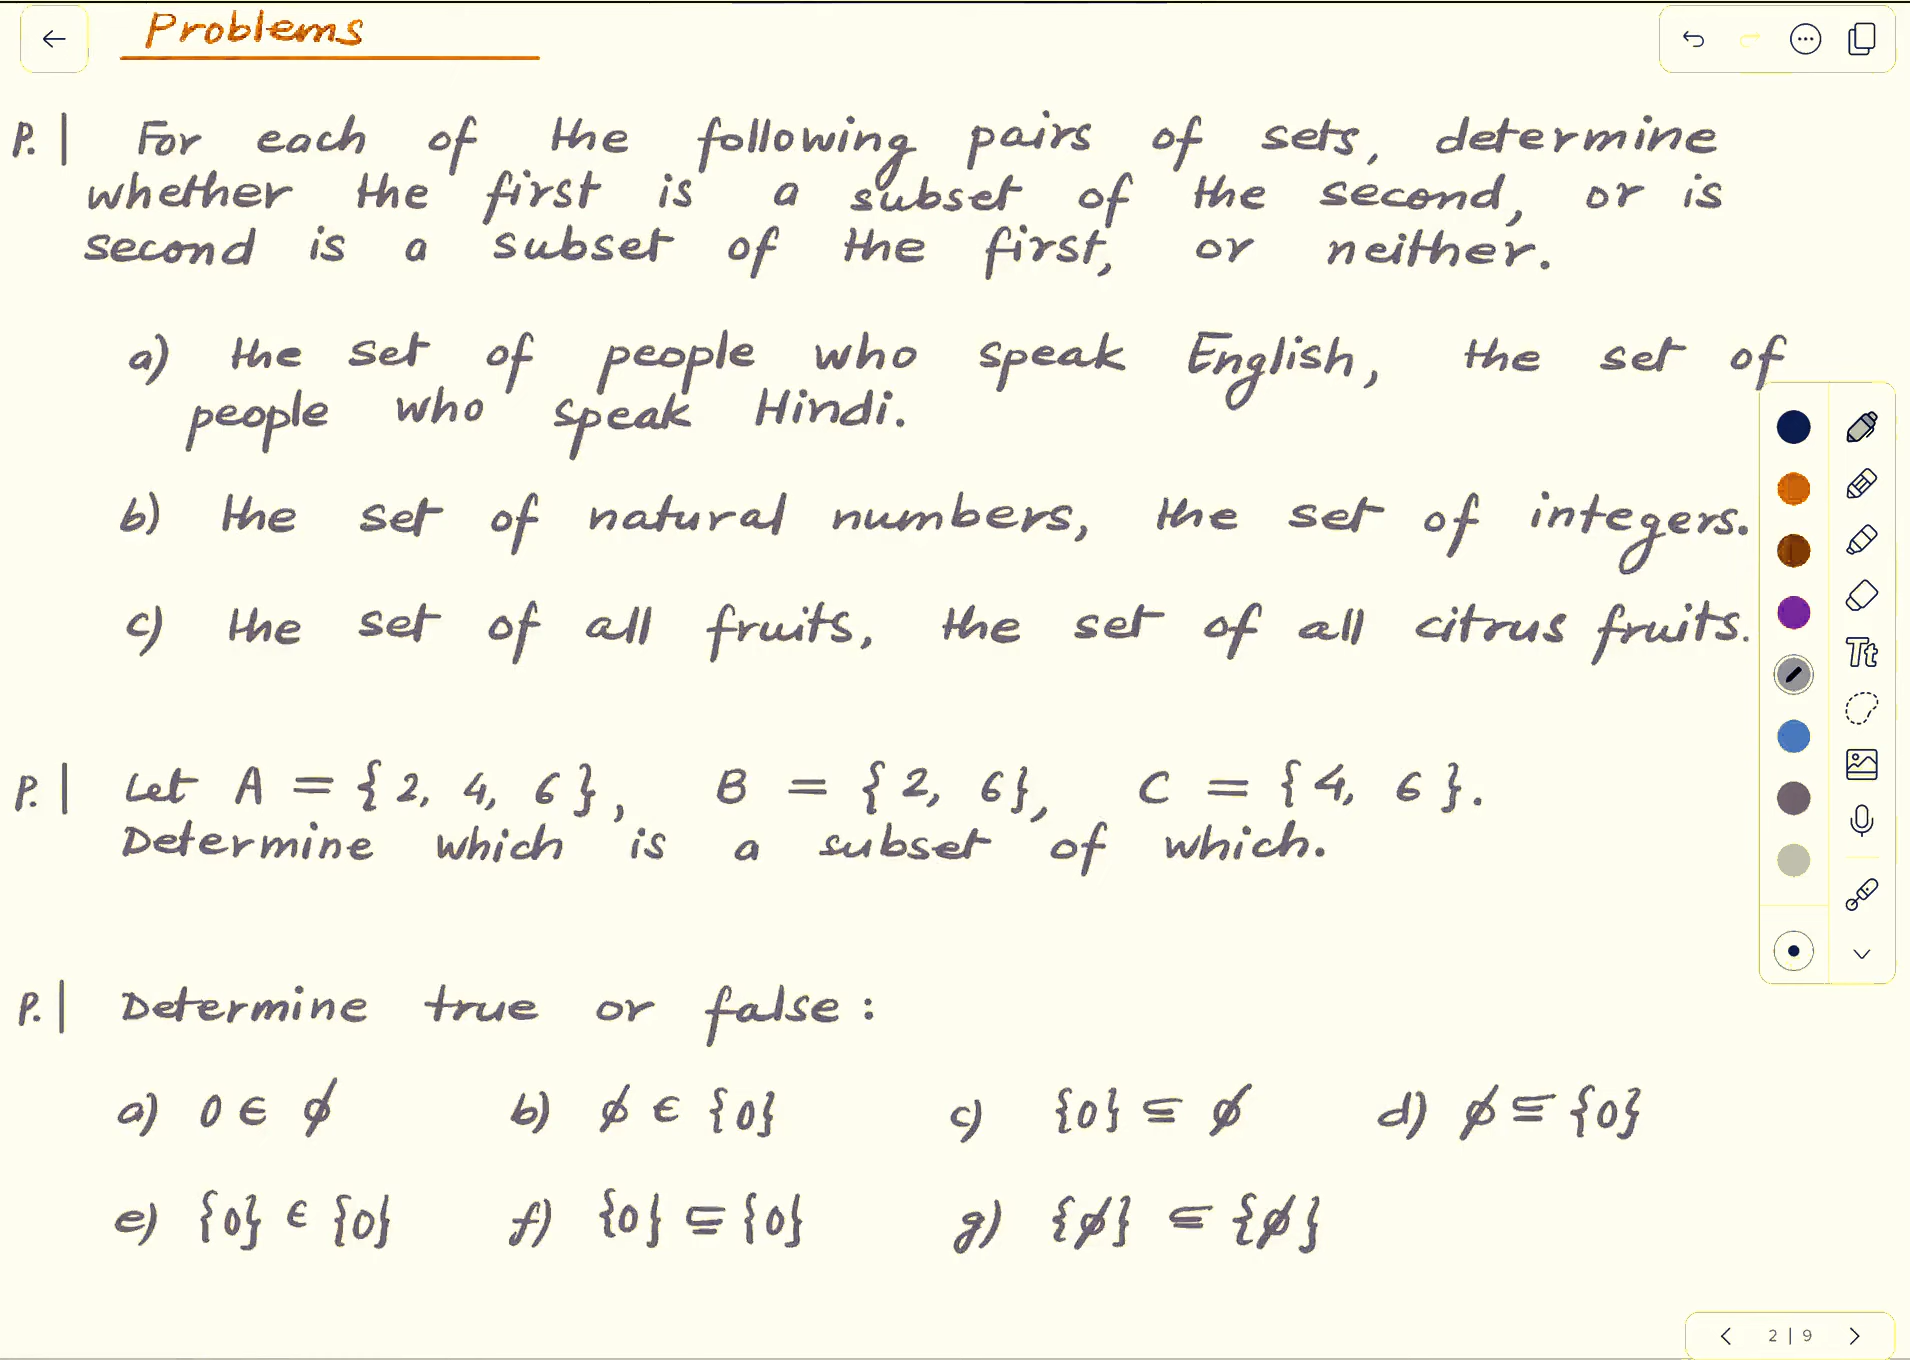 Problems
P. | For each of the following pairs of sets, determine
whether the first is a subset of the second, or is
second is a subset of the first, or neither.
a) the set of people who speak English, the set of
people who speak Hindi.
b) the set of natural numbers, the set of integers.
c) the set of all fruits, the set of all citrus fruits.
P. | Let A = {2, 4, 6}, B = {2, 6}, C = {4, 6}.
Determine which is a subset of which.
P. | Determine true or false :
a) 0 ∈ ϕ b) ϕ ∈ {0} c) {0} ⊆ ϕ d) ϕ ⊆ {0}
e) {0} ∈ {0} f) {0} ⊆ {0} g) {ϕ} ⊆ {ϕ}
Tt
2 | 9